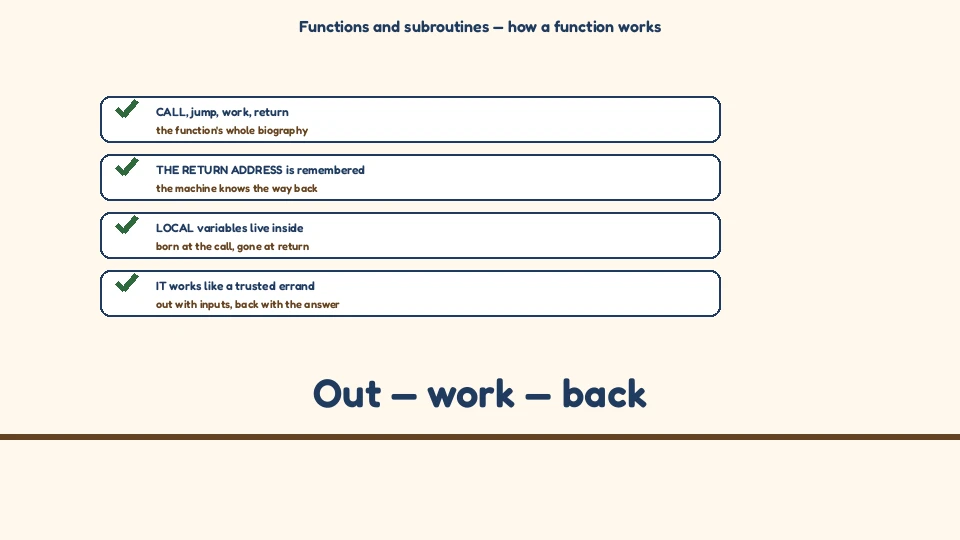 Functions and subroutines — how a function works
CALL, jump, work, return
the function's whole biography
THE RETURN ADDRESS is remembered
the machine knows the way back
LOCAL variables live inside
born at the call, gone at return
IT works like a trusted errand
out with inputs, back with the answer
Out — work — back